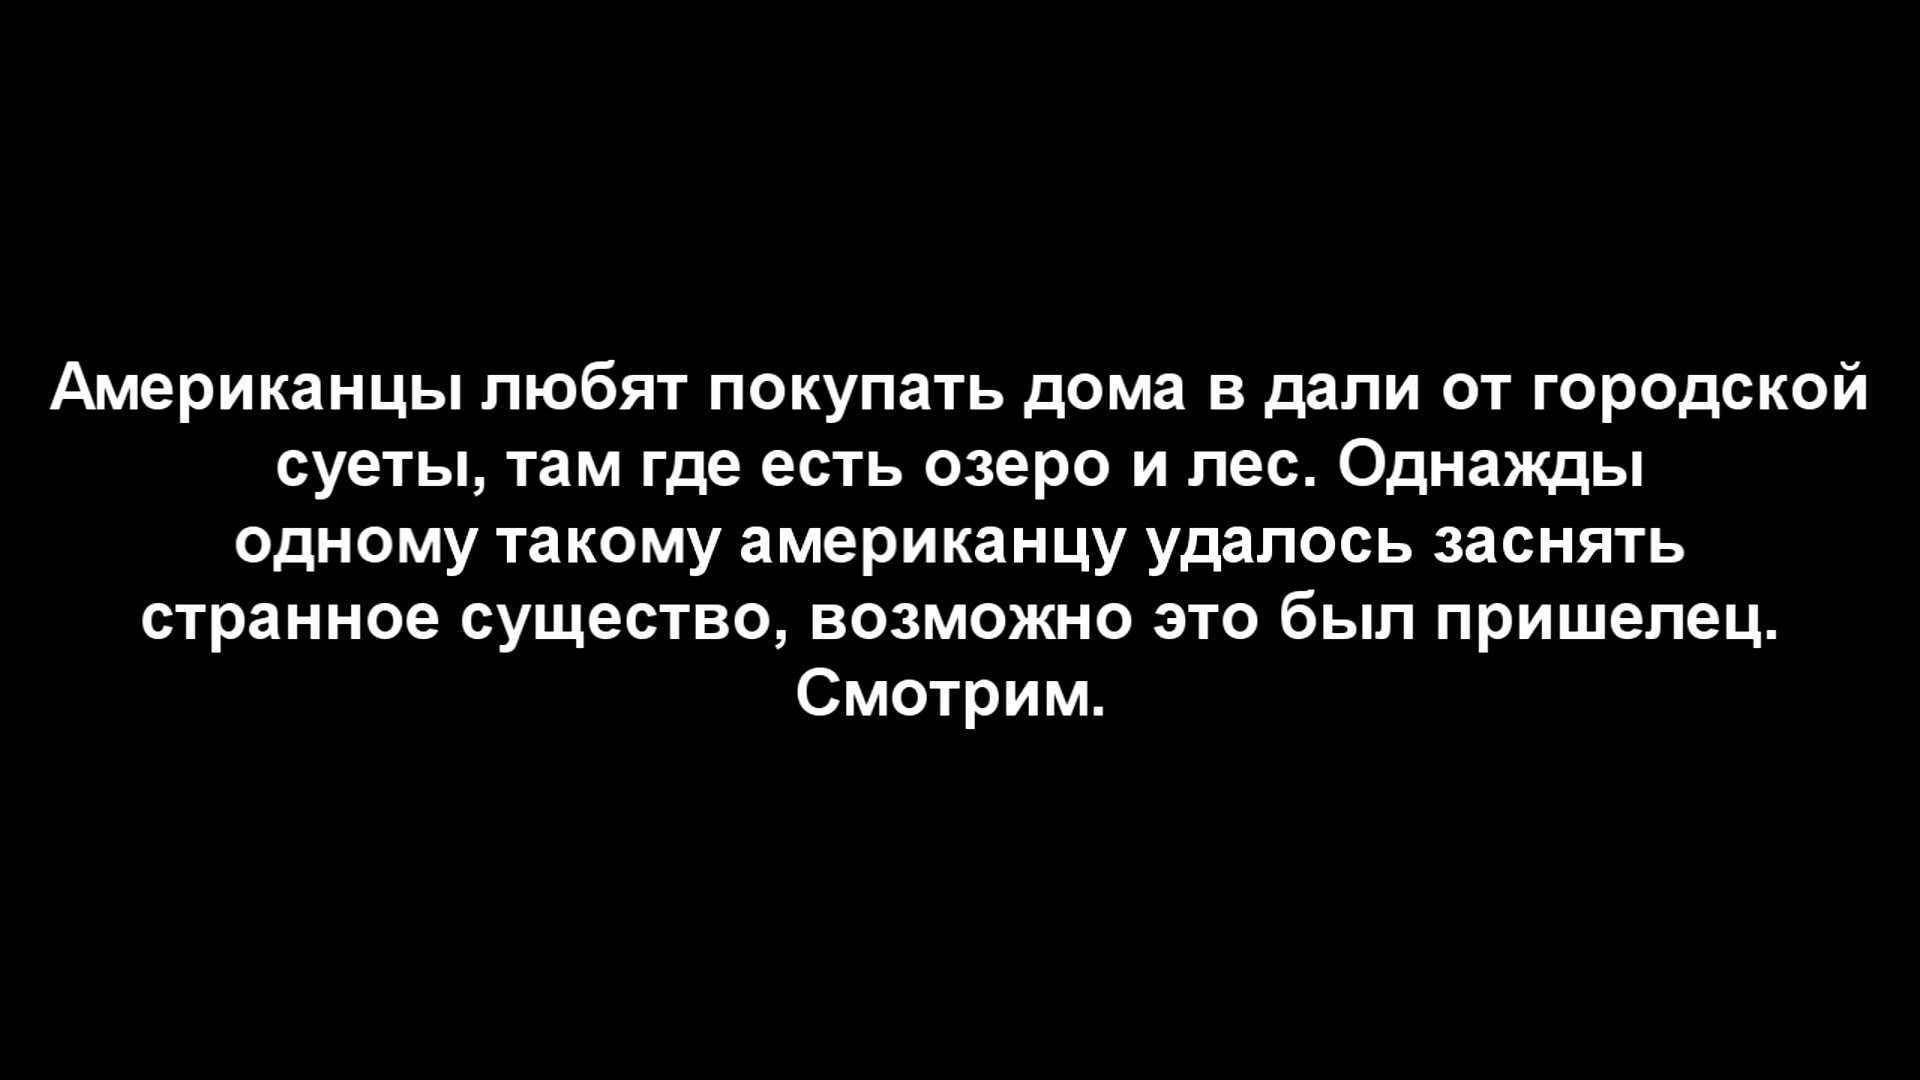 Американцы любят покупать дома в дали от городской
суеты, там где есть озеро и лес. Однажды
одному такому американцу удалось заснять
странное существо, возможно это был пришелец.
Смотрим.